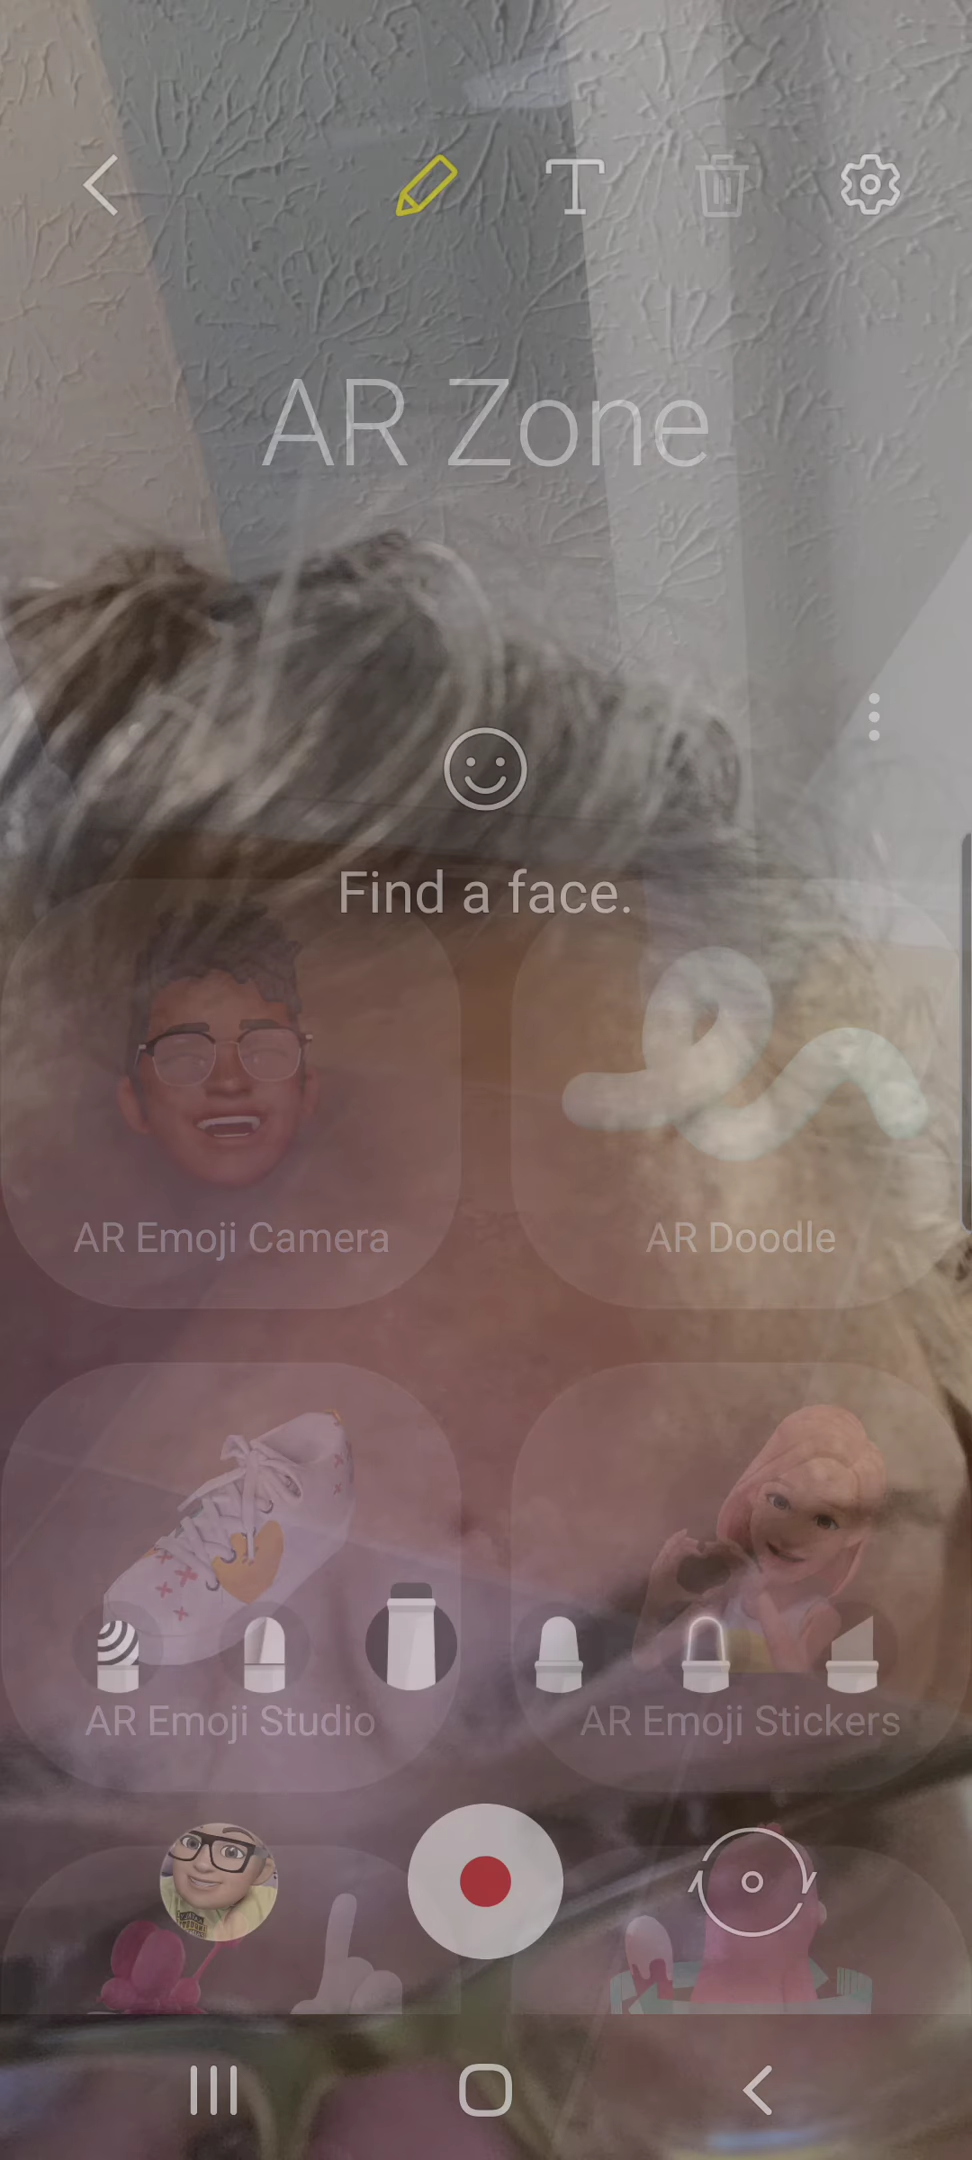 T
AR Zone
Find a face.
AR Emoji Camera
AR Doodle
AR Emoji Studio
AR Emoji Stickers